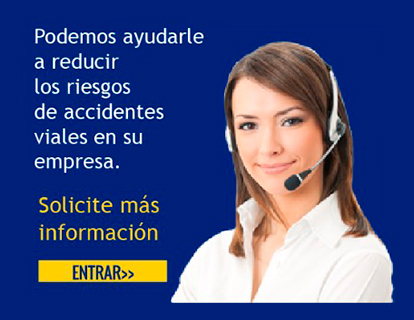 Podemos ayudarle
a reducir
los riesgos
de accidentes
viales en su
empresa.
Solicite más
información
ENTRAR>>